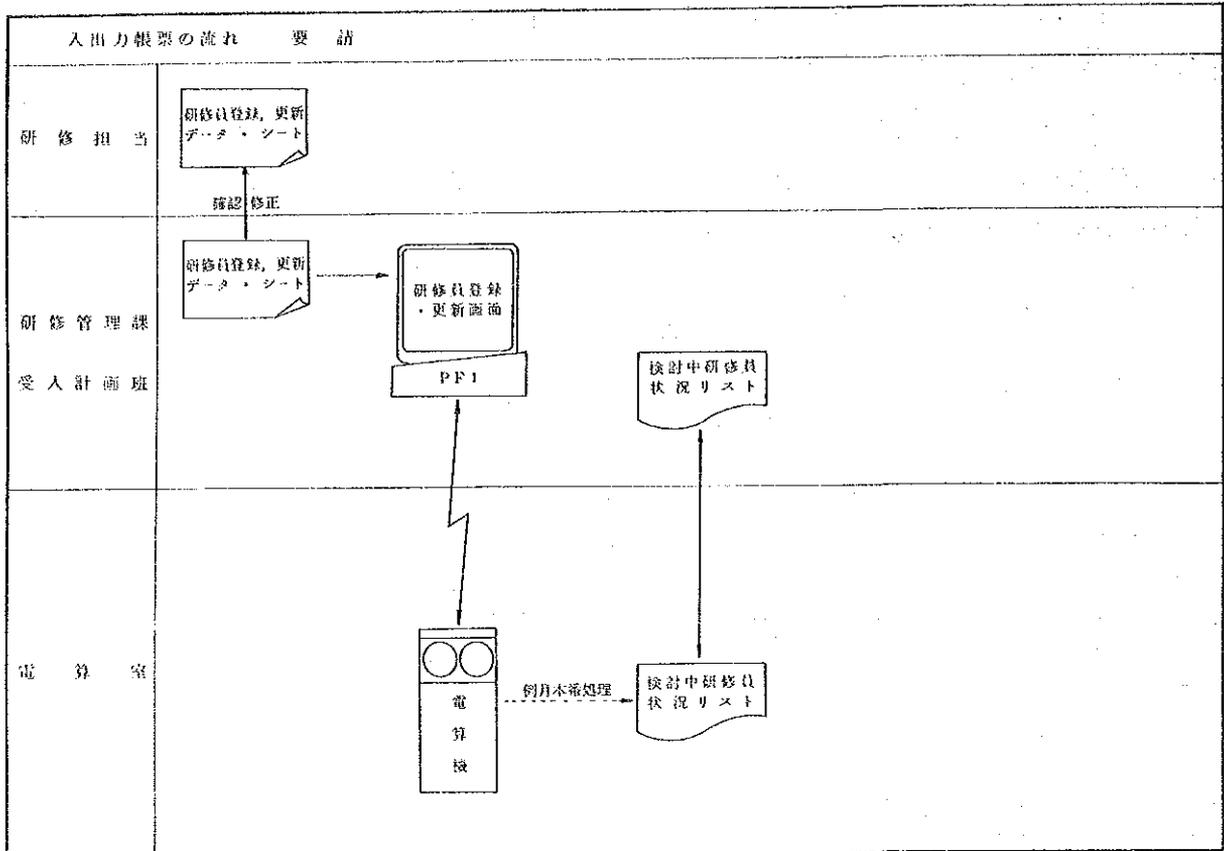 入出力帳票の流れ 要 請
研 修 担 当
研修員登録, 更新
データ・シート
確認 修正
研 修 管 理 課
受 入 計 画 班
研修員登録, 更新
データ・シート
研修員登録
・更新画面
PF1
検討中研修員
状況リスト
電 算 室
電
算
機
例月本番処理
検討中研修員
状況リスト